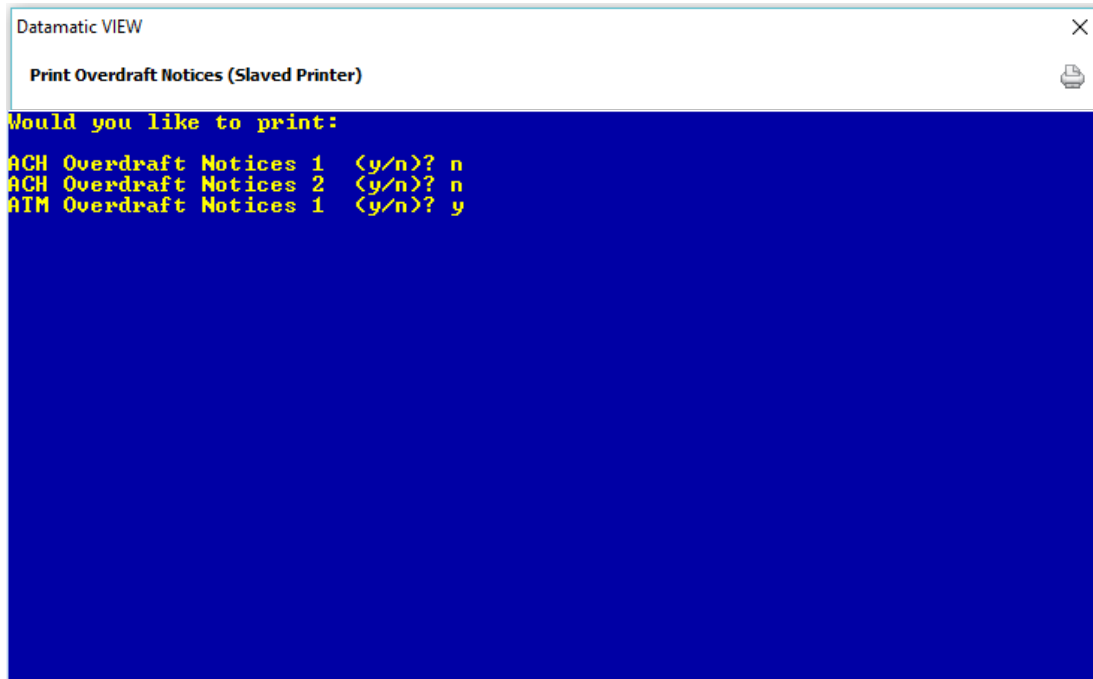 Datamatic VIEW
Print Overdraft Notices (Slaved Printer)
Would you like to print:
ACH Overdraft Notices 1  (y/n)? n
ACH Overdraft Notices 2  (y/n)? n
ATM Overdraft Notices 1  (y/n)? y